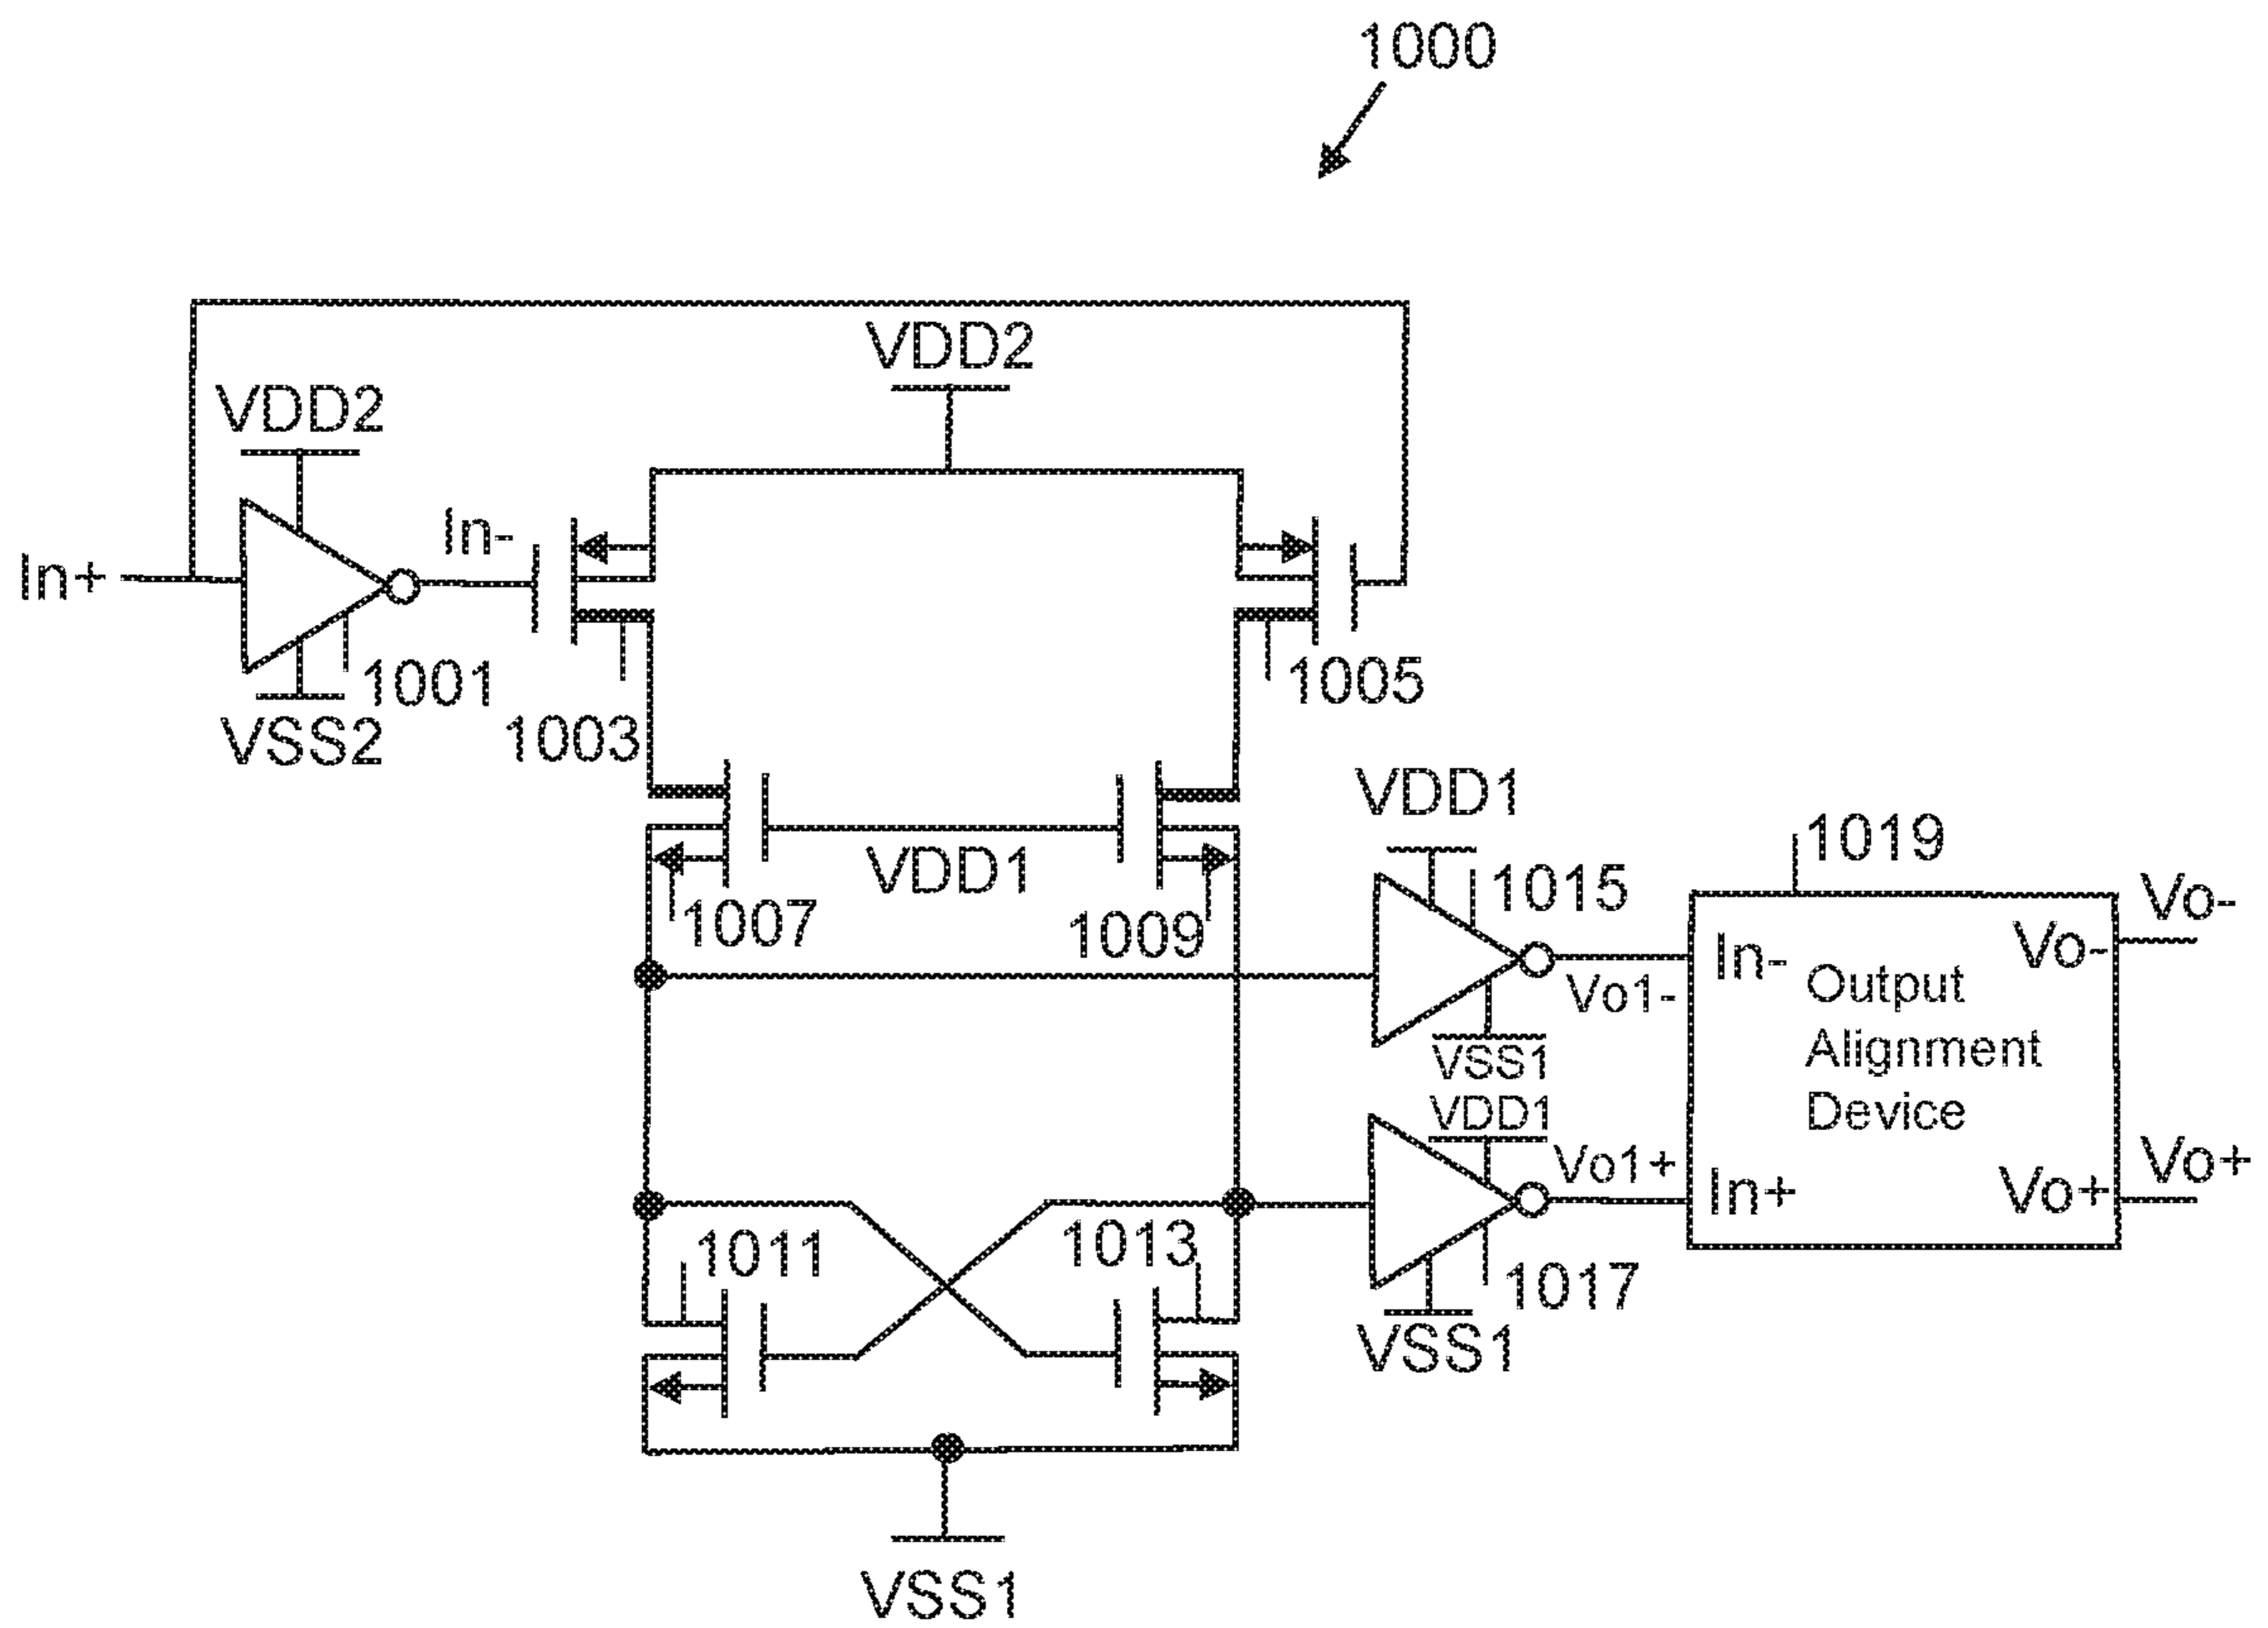 1000
VDD2
VDD2
In-
In+
1001
1005
VSS2
1003
VDD1
1019
VDD1
1015
Vo-
1007
1009
In-
Vo-
Vo1-
Output
Alignment
Device
VSS1
VDD1
Vo1+
Vo+
In+
Vo+
1011
1013
1017
VSS1
VSS1